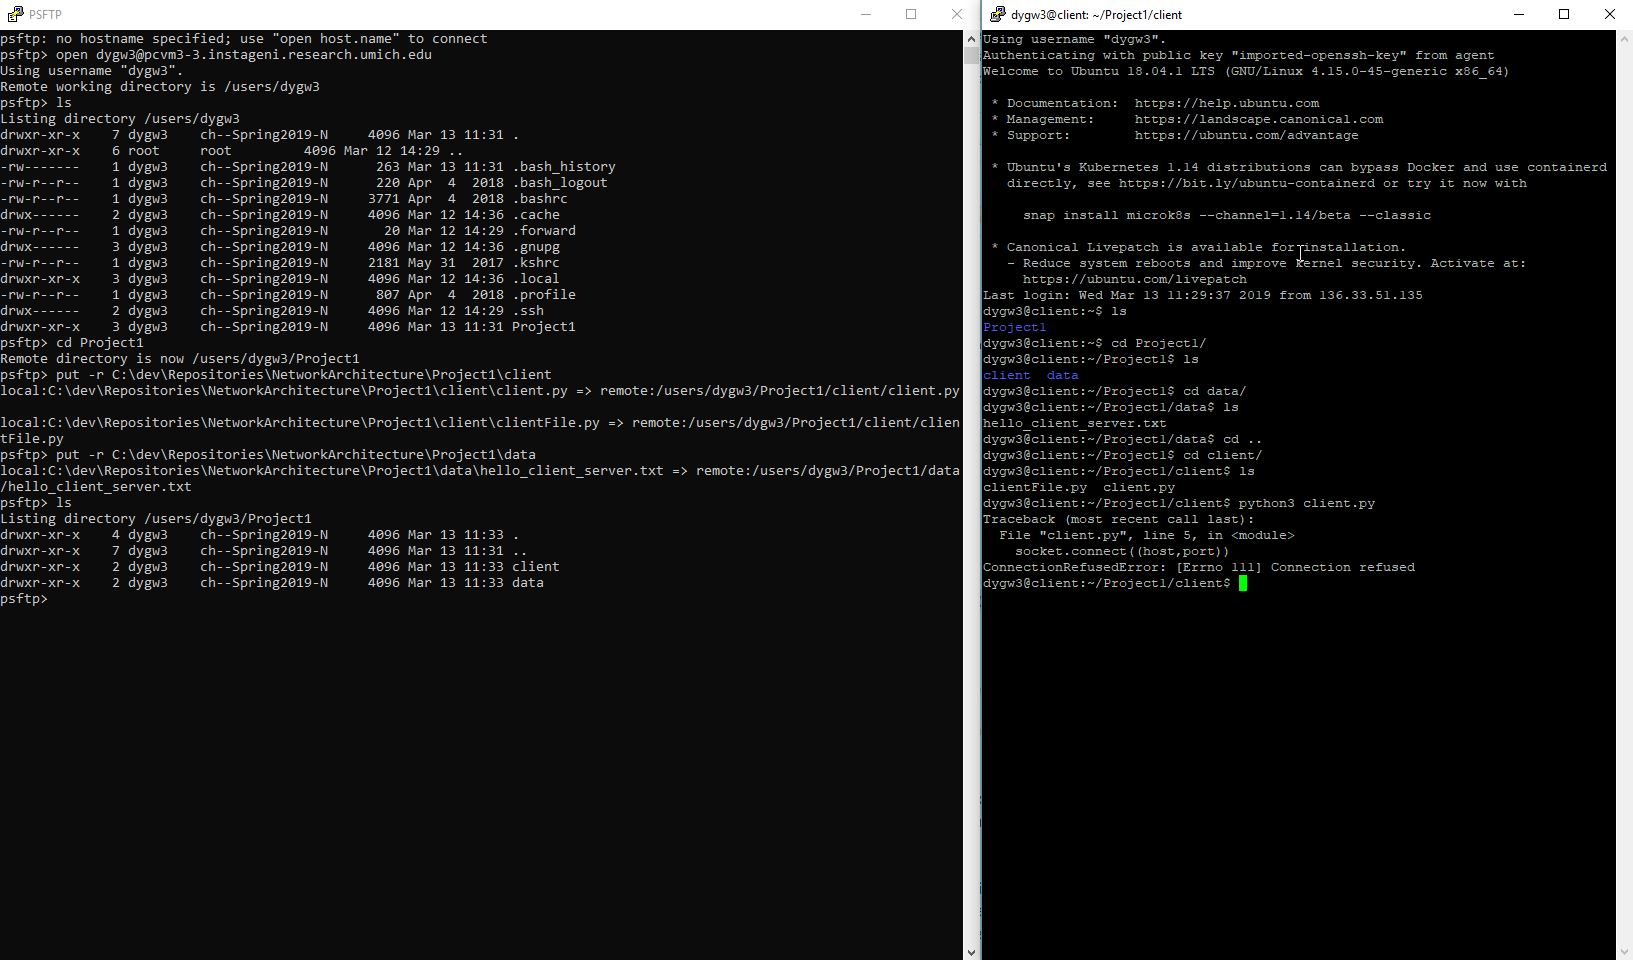 PSFTP
psftp: no hostname specified; use "open host.name" to connect
psftp> open dygw3@pcvm3-3.instageni.research.umich.edu
Using username "dygw3".
Remote working directory is /users/dygw3
psftp> ls
Listing directory /users/dygw3
drwxr-xr-x    7 dygw3    ch--Spring2019-N     4096 Mar 13 11:31 .
drwxr-xr-x    6 root     root         4096 Mar 12 14:29 ..
-rw-------    1 dygw3    ch--Spring2019-N      263 Mar 13 11:31 .bash_history
-rw-r--r--    1 dygw3    ch--Spring2019-N      220 Apr  4  2018 .bash_logout
-rw-r--r--    1 dygw3    ch--Spring2019-N     3771 Apr  4  2018 .bashrc
drwx------    2 dygw3    ch--Spring2019-N     4096 Mar 12 14:36 .cache
-rw-r--r--    1 dygw3    ch--Spring2019-N       20 Mar 12 14:29 .forward
drwx------    3 dygw3    ch--Spring2019-N     4096 Mar 12 14:36 .gnupg
-rw-r--r--    1 dygw3    ch--Spring2019-N     2181 May 31  2017 .kshrc
drwxr-xr-x    3 dygw3    ch--Spring2019-N     4096 Mar 12 14:36 .local
-rw-r--r--    1 dygw3    ch--Spring2019-N      807 Apr  4  2018 .profile
drwx------    2 dygw3    ch--Spring2019-N     4096 Mar 12 14:29 .ssh
drwxr-xr-x    3 dygw3    ch--Spring2019-N     4096 Mar 13 11:31 Project1
psftp> cd Project1
Remote directory is now /users/dygw3/Project1
psftp> put -r C:\dev\Repositories\NetworkArchitecture\Project1\client
local:C:\dev\Repositories\NetworkArchitecture\Project1\client\client.py => remote:/users/dygw3/Project1/client/client.py
local:C:\dev\Repositories\NetworkArchitecture\Project1\client\clientFile.py => remote:/users/dygw3/Project1/client/clien
tFile.py
psftp> put -r C:\dev\Repositories\NetworkArchitecture\Project1\data
local:C:\dev\Repositories\NetworkArchitecture\Project1\data\hello_client_server.txt => remote:/users/dygw3/Project1/data
/hello_client_server.txt
psftp> ls
Listing directory /users/dygw3/Project1
drwxr-xr-x    4 dygw3    ch--Spring2019-N     4096 Mar 13 11:33 .
drwxr-xr-x    7 dygw3    ch--Spring2019-N     4096 Mar 13 11:31 ..
drwxr-xr-x    2 dygw3    ch--Spring2019-N     4096 Mar 13 11:33 client
drwxr-xr-x    2 dygw3    ch--Spring2019-N     4096 Mar 13 11:33 data
psftp>
dygw3@client: ~/Project1/client
Using username "dygw3".
Authenticating with public key "imported-openssh-key" from agent
Welcome to Ubuntu 18.04.1 LTS (GNU/Linux 4.15.0-45-generic x86_64)
 * Documentation:  https://help.ubuntu.com
 * Management:     https://landscape.canonical.com
 * Support:        https://ubuntu.com/advantage
 * Ubuntu's Kubernetes 1.14 distributions can bypass Docker and use containerd
   directly, see https://bit.ly/ubuntu-containerd or try it now with
     snap install microk8s --channel=1.14/beta --classic
 * Canonical Livepatch is available for installation.
   - Reduce system reboots and improve kernel security. Activate at:
     https://ubuntu.com/livepatch
Last login: Wed Mar 13 11:29:37 2019 from 136.33.51.135
dygw3@client:~$ ls
Project1
dygw3@client:~$ cd Project1/
dygw3@client:~/Project1$ ls
client  data
dygw3@client:~/Project1$ cd data/
dygw3@client:~/Project1/data$ ls
hello_client_server.txt
dygw3@client:~/Project1/data$ cd ..
dygw3@client:~/Project1$ cd client/
dygw3@client:~/Project1/client$ ls
clientFile.py  client.py
dygw3@client:~/Project1/client$ python3 client.py
Traceback (most recent call last):
  File "client.py", line 5, in <module>
    socket.connect((host,port))
ConnectionRefusedError: [Errno 111] Connection refused
dygw3@client:~/Project1/client$